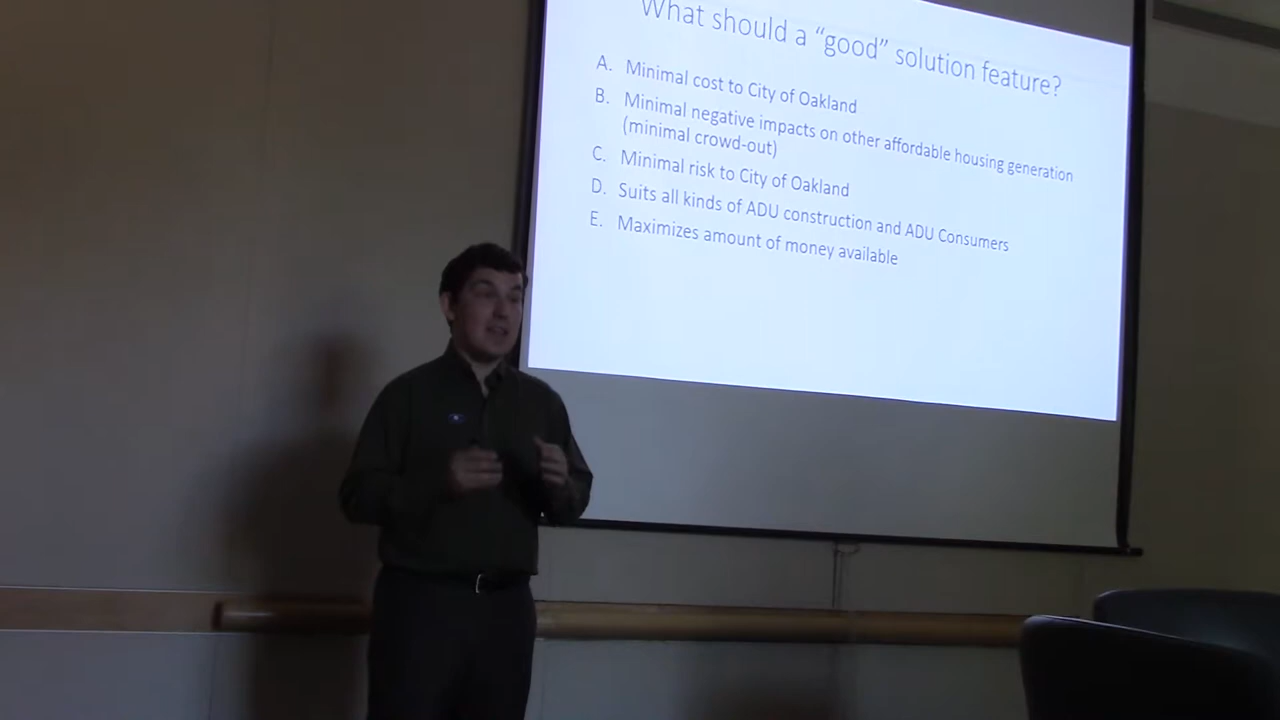 What should a “good” solution feature?
A. Minimal cost to City of Oakland
B. Minimal negative impacts on other affordable housing generation
(minimal crowd-out)
C. Minimal risk to City of Oakland
D. Suits all kinds of ADU construction and ADU Consumers
E. Maximizes amount of money available